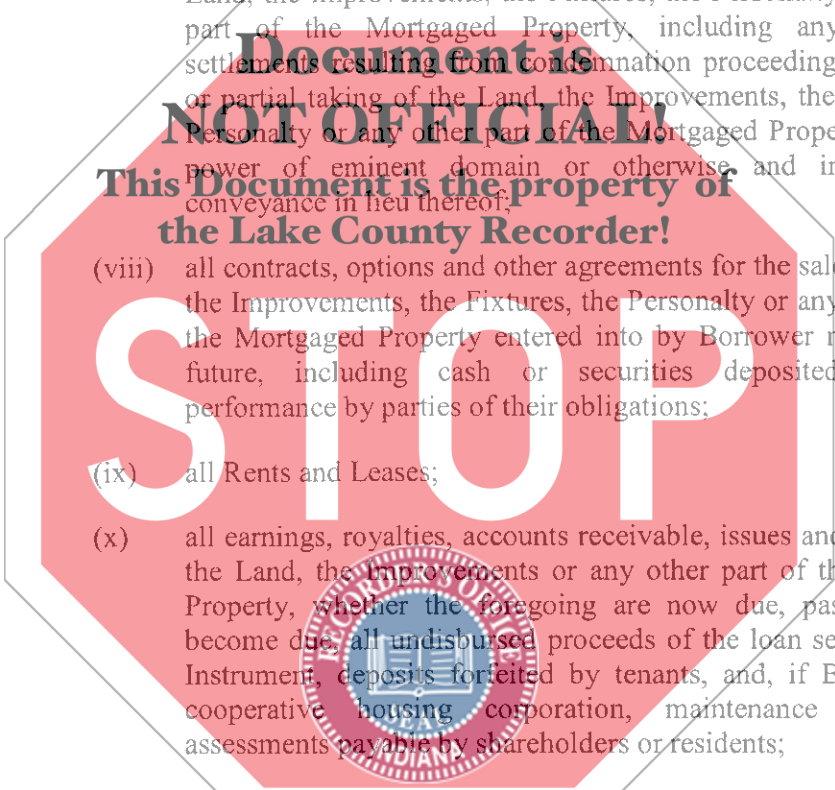 Land, the Improvements, the Fixtures, the Personalty
part of the Mortgaged Property, including any
settlements resulting from condemnation proceeding
or partial taking of the Land, the Improvements, the
Personalty or any other part of the Mortgaged Prope
power of eminent domain or otherwise and in
conveyance in lieu thereof;
Document is
NOT OFFICIAL!
This Document is the property of
the Lake County Recorder!
(viii) all contracts, options and other agreements for the sal
the Improvements, the Fixtures, the Personalty or any
the Mortgaged Property entered into by Borrower
future, including cash or securities deposited
performance by parties of their obligations;
STOP
(ix) all Rents and Leases;
(x) all earnings, royalties, accounts receivable, issues and
the Land, the Improvements or any other part of th
Property, whether the foregoing are now due, pas
become due, all undisbursed proceeds of the loan se
Instrument, deposits forfeited by tenants, and, if
cooperative housing corporation, maintenance
assessments payable by shareholders or residents;
RECORDER'S OFFICE
SEAL
INDIANA